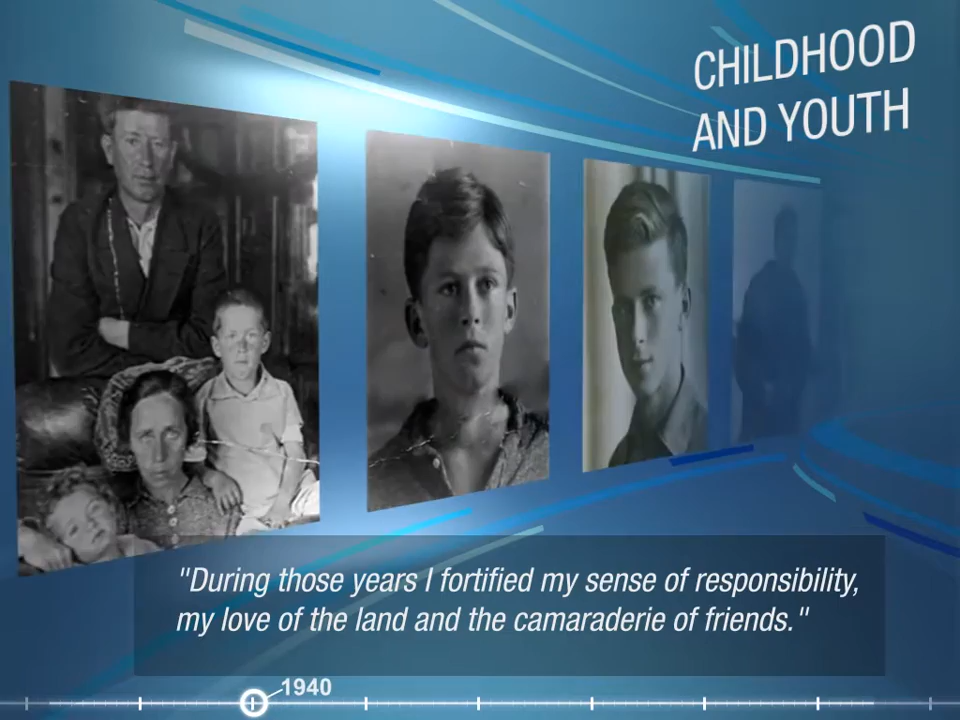 CHILDHOOD
AND YOUTH
"During those years I fortified my sense of responsibility,
my love of the land and the camaraderie of friends."
1940